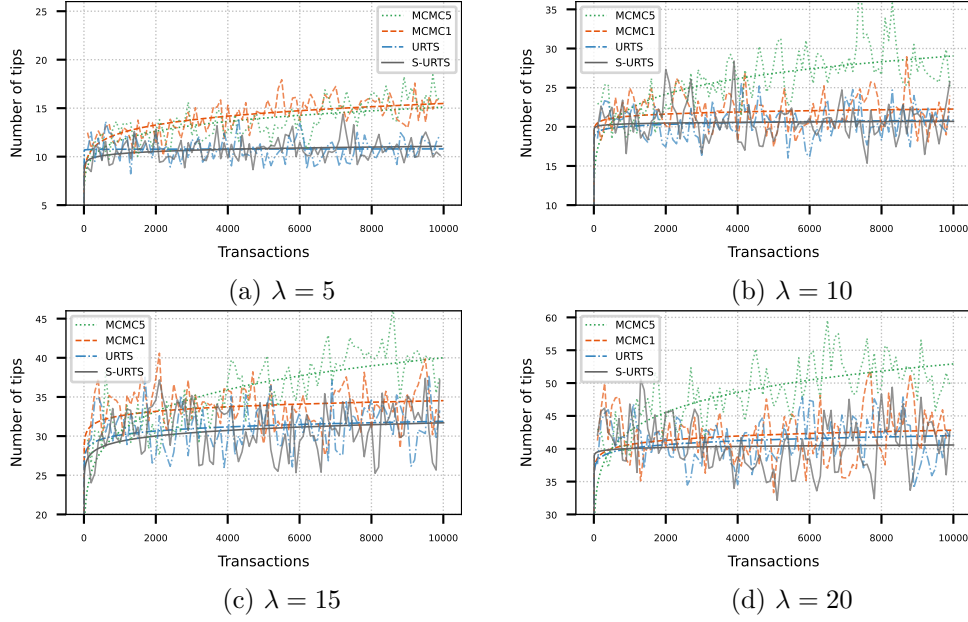 25
20
15
10
5
Number of tips
MCMC5
MCMC1
URTS
S-URTS
0 2000 4000 6000 8000 10000
Transactions
(a) λ = 5
35
30
25
20
15
10
Number of tips
MCMC5
MCMC1
URTS
S-URTS
0 2000 4000 6000 8000 10000
Transactions
(b) λ = 10
45
40
35
30
25
20
Number of tips
MCMC5
MCMC1
URTS
S-URTS
0 2000 4000 6000 8000 10000
Transactions
(c) λ = 15
60
55
50
45
40
35
30
Number of tips
MCMC5
MCMC1
URTS
S-URTS
0 2000 4000 6000 8000 10000
Transactions
(d) λ = 20